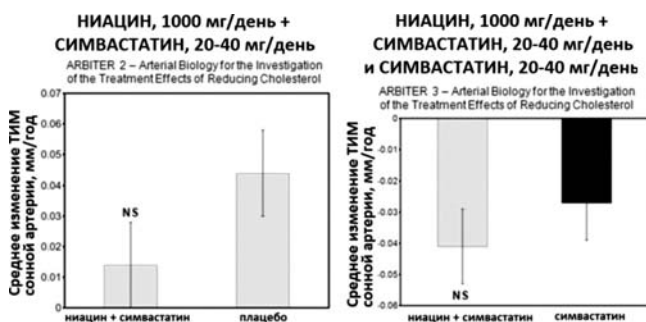 НИАЦИН, 1000 мг/день +
СИМВАСТАТИН, 20-40 мг/день
ARBITER 2 – Arterial Biology for the Investigation
of the Treatment Effects of Reducing Cholesterol
Среднее изменение ТИМ
сонной артерии, мм/год
0.07
0.06
0.05
0.04
0.03
0.02
0.01
0
NS
ниацин + симвастатин
плацебо
НИАЦИН, 1000 мг/день +
СИМВАСТАТИН, 20-40 мг/день
и СИМВАСТАТИН, 20-40 мг/день
ARBITER 3 – Arterial Biology for the Investigation
of the Treatment Effects of Reducing Cholesterol
Среднее изменение ТИМ
сонной артерии, мм/год
0
-0.01
-0.02
-0.03
-0.04
-0.05
-0.06
NS
ниацин + симвастатин
симвастатин